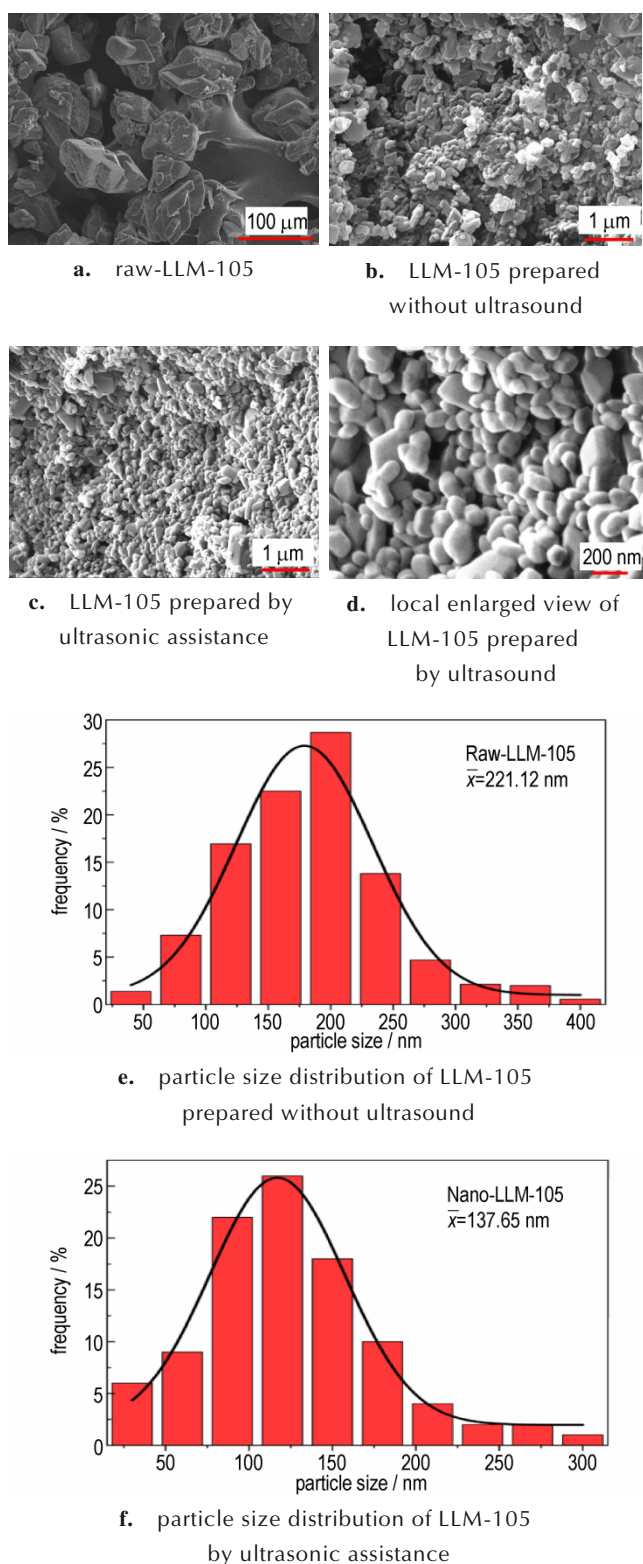 100 μm
1 μm
a. raw-LLM-105
b. LLM-105 prepared
without ultrasound
1 μm
200 nm
c. LLM-105 prepared by
ultrasonic assistance
d. local enlarged view of
LLM-105 prepared
by ultrasound
30
25
20
15
10
5
0
frequency / %
Raw-LLM-105
x̅=221.12 nm
50 100 150 200 250 300 350 400
particle size / nm
e. particle size distribution of LLM-105
prepared without ultrasound
25
20
15
10
5
0
frequency / %
Nano-LLM-105
x̅=137.65 nm
50 100 150 200 250 300
particle size / nm
f. particle size distribution of LLM-105
by ultrasonic assistance